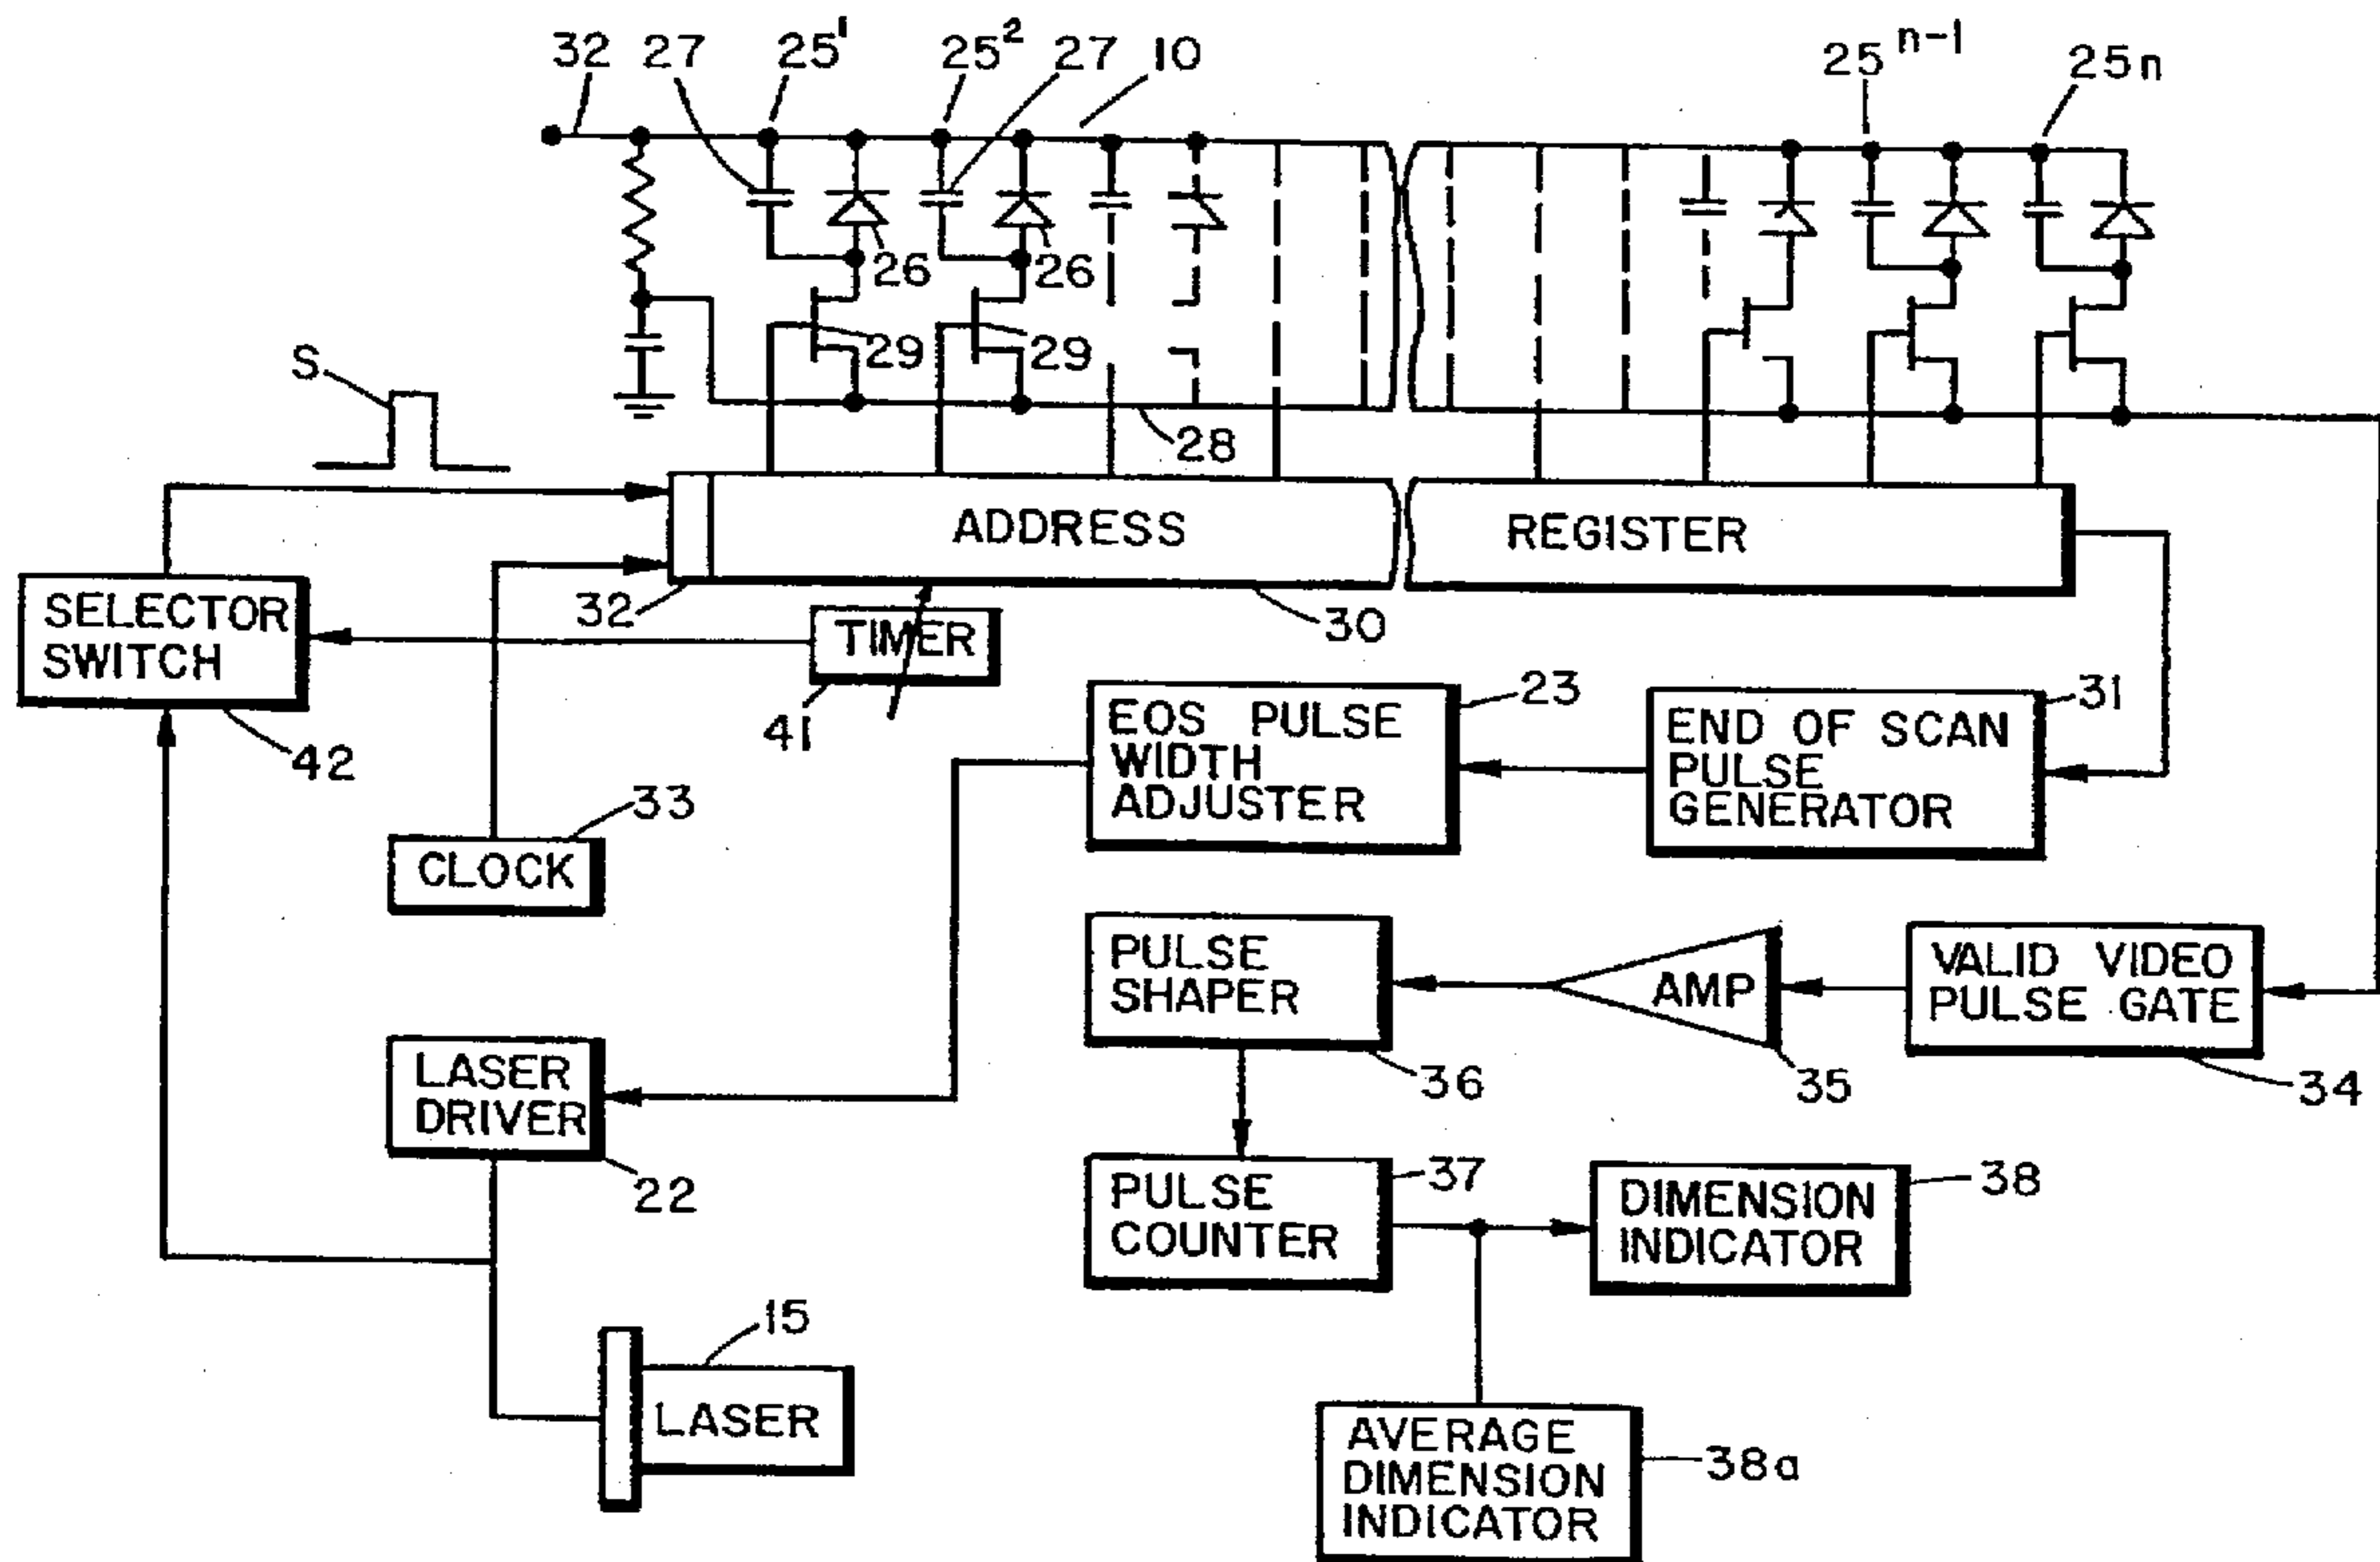 32 27 25¹ 25² 27 10 25ⁿ⁻¹ 25n
26 26
29 29
S
28
ADDRESS REGISTER
32 30
SELECTOR
SWITCH
42
TIMER
41
CLOCK
33
EOS PULSE
WIDTH
ADJUSTER
23
END OF SCAN
PULSE
GENERATOR
31
PULSE
SHAPER
36
AMP
35
VALID VIDEO
PULSE GATE
34
LASER
DRIVER
22
PULSE
COUNTER
37
DIMENSION
INDICATOR
38
LASER
15
AVERAGE
DIMENSION
INDICATOR
38a